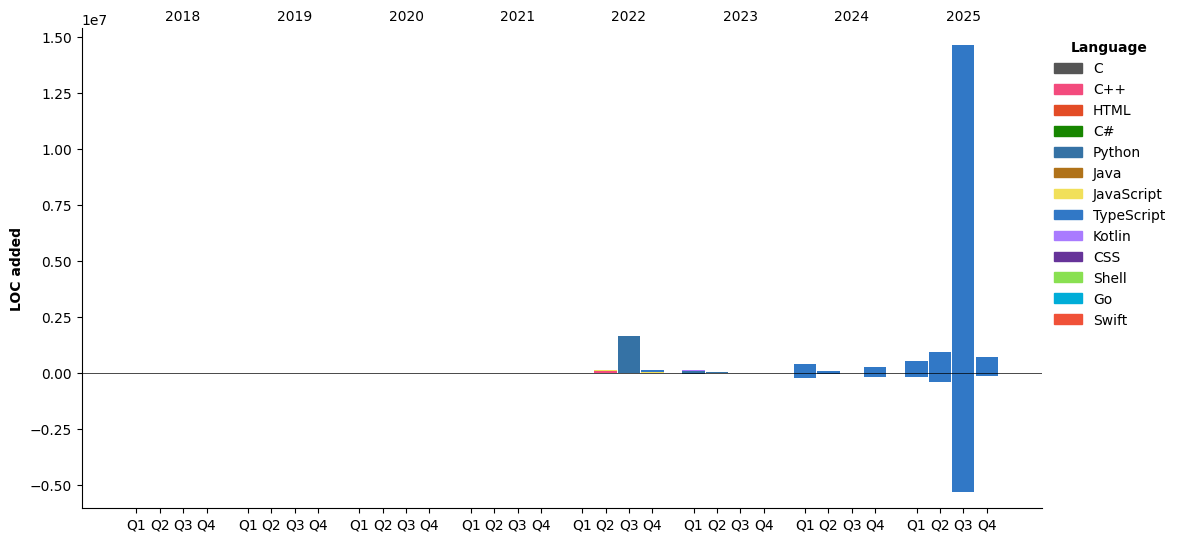 1e7
2018 2019 2020 2021 2022 2023 2024 2025
LOC added
1.50
1.25
1.00
0.75
0.50
0.25
0.00
−0.25
−0.50
Q1 Q2 Q3 Q4 Q1 Q2 Q3 Q4 Q1 Q2 Q3 Q4 Q1 Q2 Q3 Q4 Q1 Q2 Q3 Q4 Q1 Q2 Q3 Q4 Q1 Q2 Q3 Q4 Q1 Q2 Q3 Q4
Language
C
C++
HTML
C#
Python
Java
JavaScript
TypeScript
Kotlin
CSS
Shell
Go
Swift